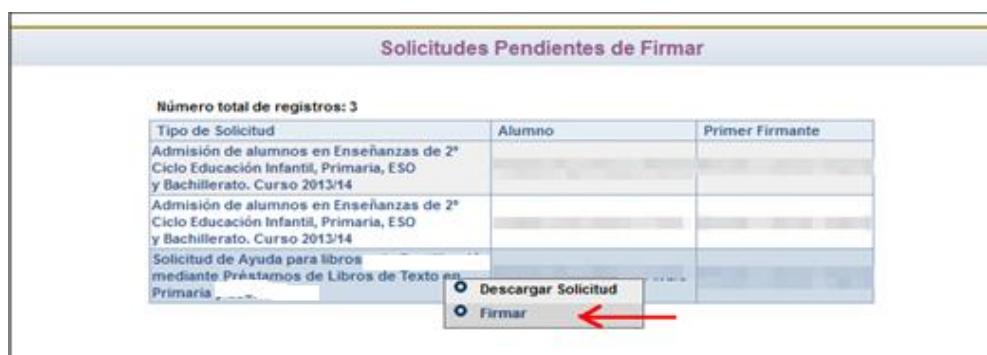 Solicitudes Pendientes de Firmar
Número total de registros: 3
Tipo de Solicitud Alumno Primer Firmante
Admisión de alumnos en Enseñanzas de 2º
Ciclo Educación Infantil, Primaria, ESO
y Bachillerato. Curso 2013/14
Admisión de alumnos en Enseñanzas de 2º
Ciclo Educación Infantil, Primaria, ESO
y Bachillerato. Curso 2013/14
Solicitud de Ayuda para libros
mediante Préstamos de Libros de Texto en
Primaria
Descargar Solicitud
Firmar